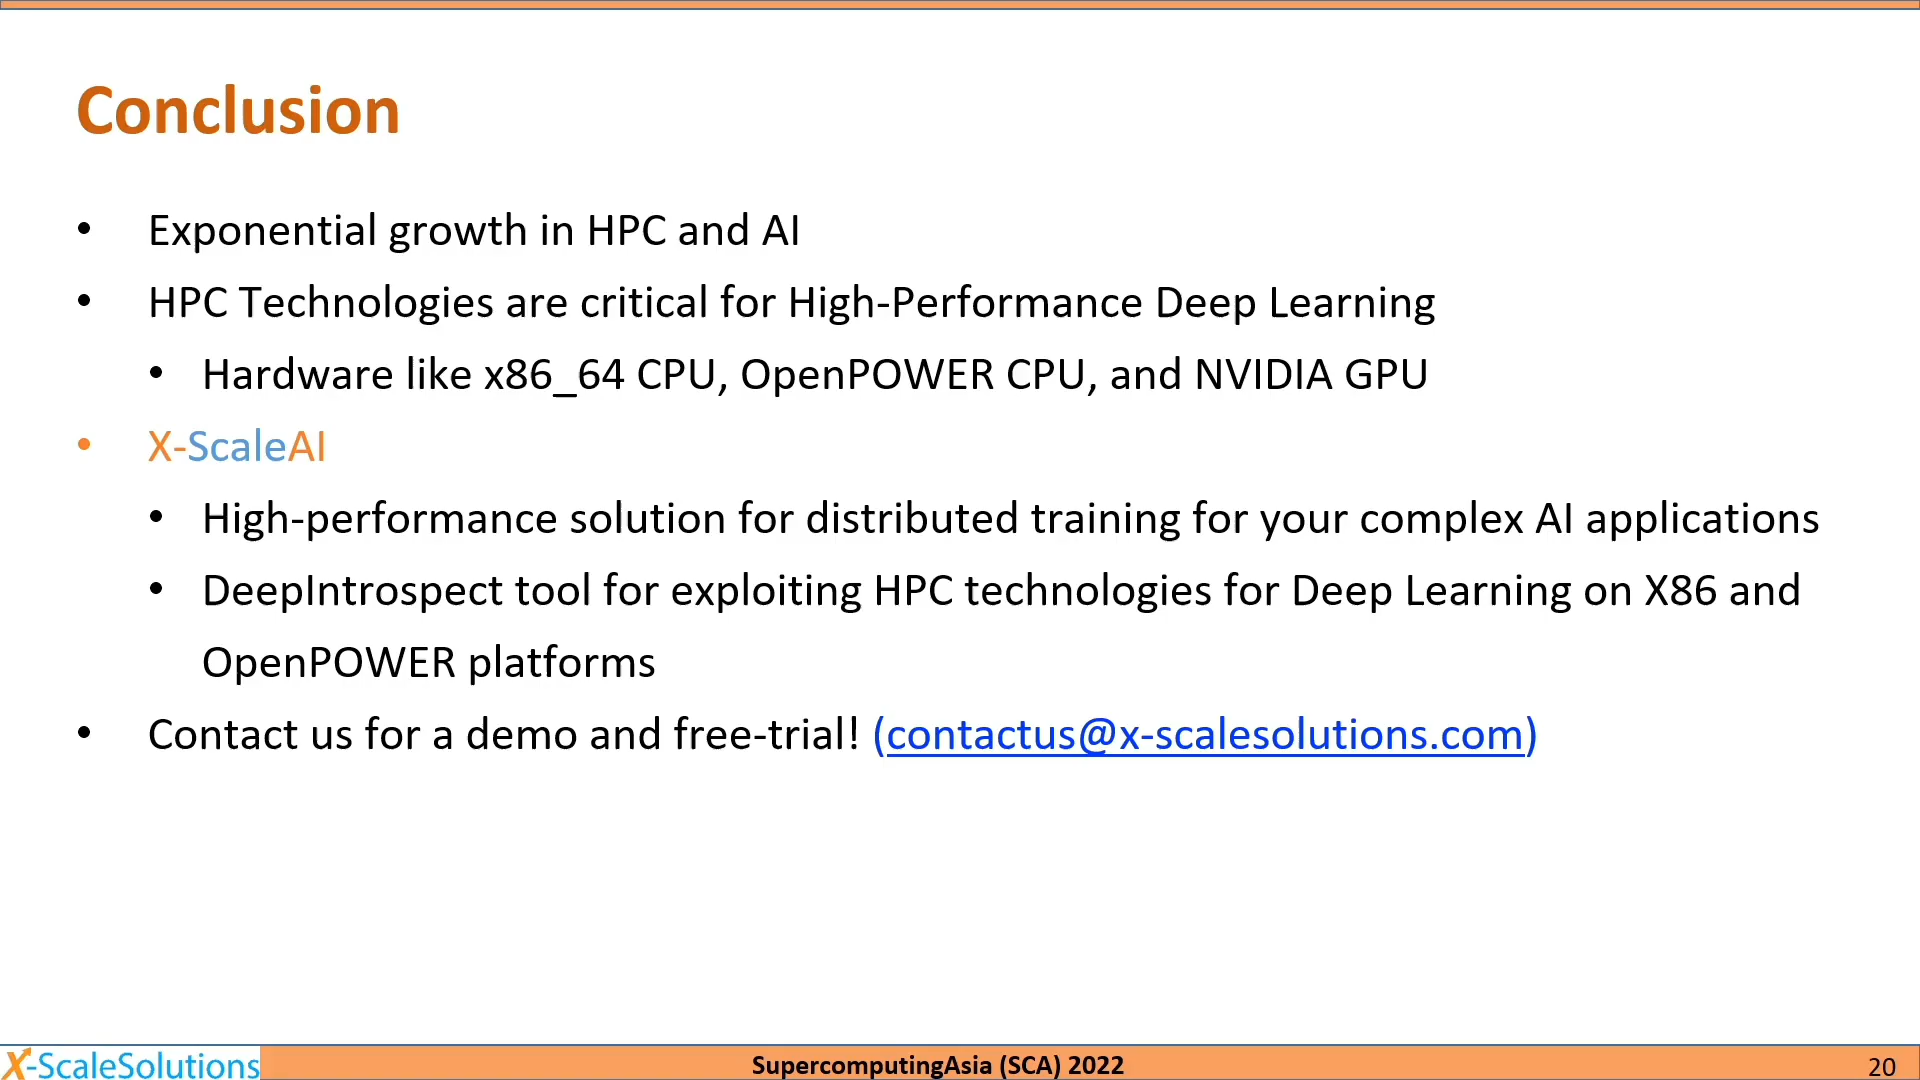 Conclusion
• Exponential growth in HPC and AI
• HPC Technologies are critical for High-Performance Deep Learning
• Hardware like x86_64 CPU, OpenPOWER CPU, and NVIDIA GPU
• X-ScaleAI
• High-performance solution for distributed training for your complex AI applications
• DeepIntrospect tool for exploiting HPC technologies for Deep Learning on X86 and
OpenPOWER platforms
• Contact us for a demo and free-trial! (contactus@x-scalesolutions.com)
X-ScaleSolutions
SupercomputingAsia (SCA) 2022
20